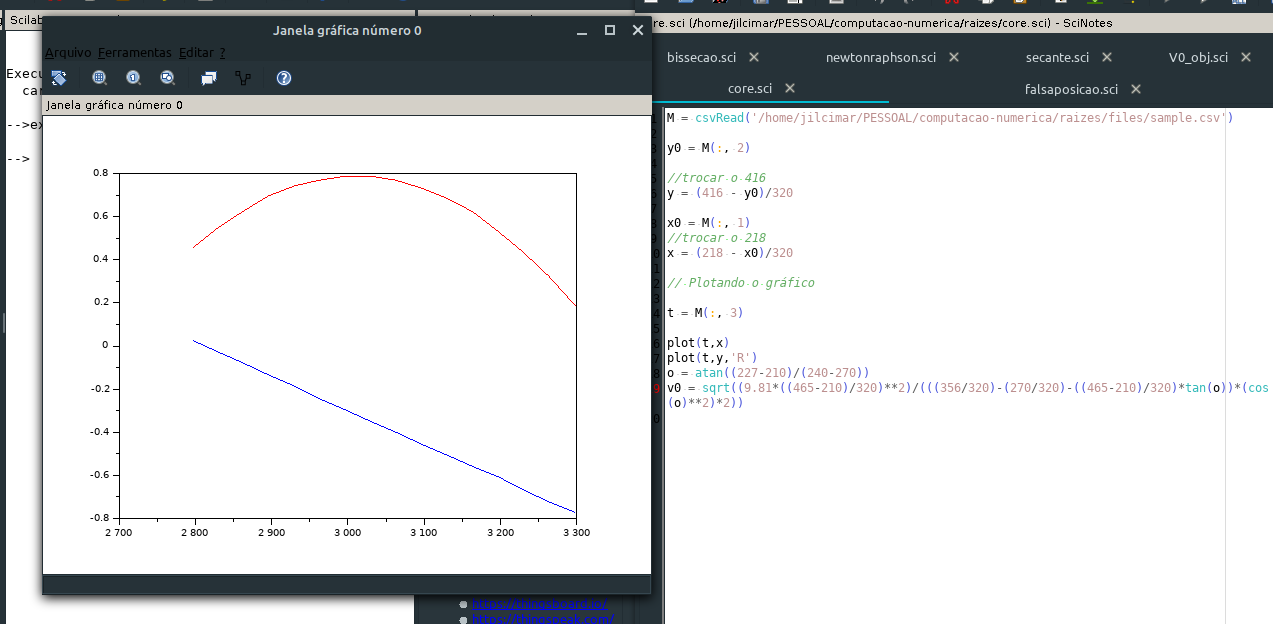 Scilab
Janela gráfica número 0
Arquivo Ferramentas Editar ?
Janela gráfica número 0
0.8
0.6
0.4
0.2
0
-0.2
-0.4
-0.6
-0.8
2 700 2 800 2 900 3 000 3 100 3 200 3 300
-->
-->
https://thingsboard.io/
https://thingspeak.com/
re.sci (/home/jilcimar/PESSOAL/computacao-numerica/raizes/core.sci) - SciNotes
bissecao.sci newtonraphson.sci secante.sci V0_obj.sci
core.sci falsaposicao.sci
M = csvRead('/home/jilcimar/PESSOAL/computacao-numerica/raizes/files/sample.csv')
y0 = M(:, 2)
//trocar o 416
y = (416 - y0)/320
x0 = M(:, 1)
//trocar o 218
x = (218 - x0)/320
// Plotando o gráfico
t = M(:, 3)
plot(t,x)
plot(t,y,'R')
o = atan((227-210)/(240-270))
v0 = sqrt((9.81*((465-210)/320)**2)/(((356/320)-(270/320)-((465-210)/320)*tan(o))*(cos
(o)**2)*2))